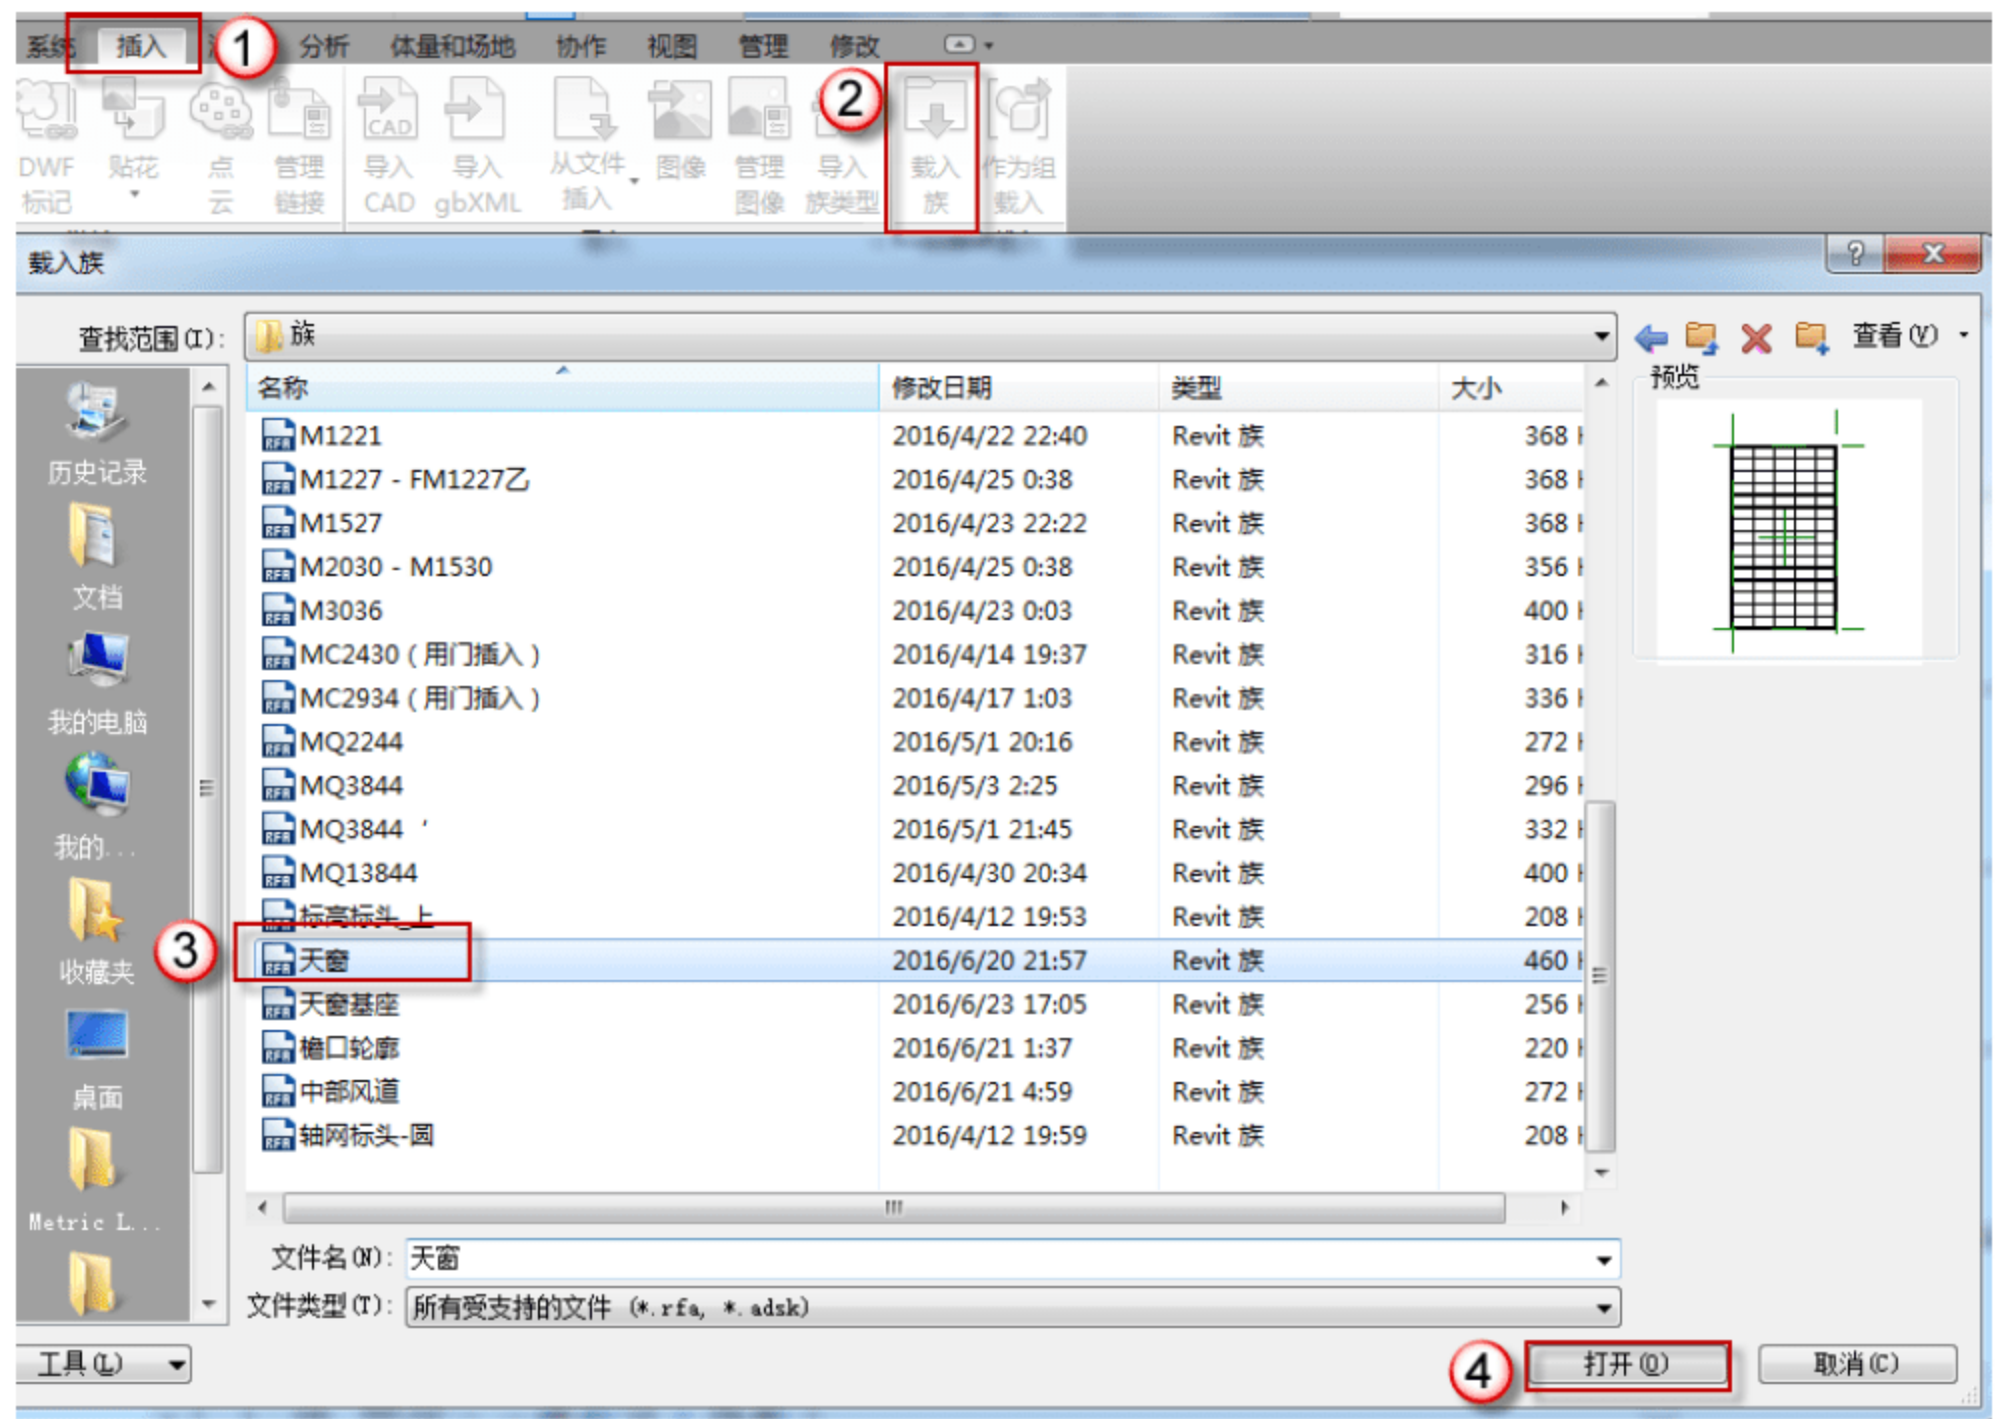 系统 插入 1 分析 体量和场地 协作 视图 管理 修改
2
CAD
DWF 标记
贴花
点云
管理链接
导入 CAD
导入 gbXML
从文件插入
图像
管理图像
导入族类型
载入族
作为组载入
载入族
查找范围(I): 族 查看(V)
名称 修改日期 类型 大小 预览
M1221 2016/4/22 22:40 Revit 族 368
M1227 - FM1227乙 2016/4/25 0:38 Revit 族 368
M1527 2016/4/23 22:22 Revit 族 368
M2030 - M1530 2016/4/25 0:38 Revit 族 356
M3036 2016/4/23 0:03 Revit 族 400
MC2430 ( 用门插入 ) 2016/4/14 19:37 Revit 族 316
MC2934 ( 用门插入 ) 2016/4/17 1:03 Revit 族 336
MQ2244 2016/5/1 20:16 Revit 族 272
MQ3844 2016/5/3 2:25 Revit 族 296
MQ3844 ‘ 2016/5/1 21:45 Revit 族 332
MQ13844 2016/4/30 20:34 Revit 族 400
标高标头_上 2016/4/12 19:53 Revit 族 208
3 天窗 2016/6/20 21:57 Revit 族 460
天窗基座 2016/6/23 17:05 Revit 族 256
檐口轮廓 2016/6/21 1:37 Revit 族 220
中部风道 2016/6/21 4:59 Revit 族 272
轴网标头-圆 2016/4/12 19:59 Revit 族 208
历史记录
文档
我的电脑
我的...
收藏夹
桌面
Metric L...
文件名(N): 天窗
文件类型(T): 所有受支持的文件 (*.rfa, *.adsk)
工具(L) 4 打开(O) 取消(C)